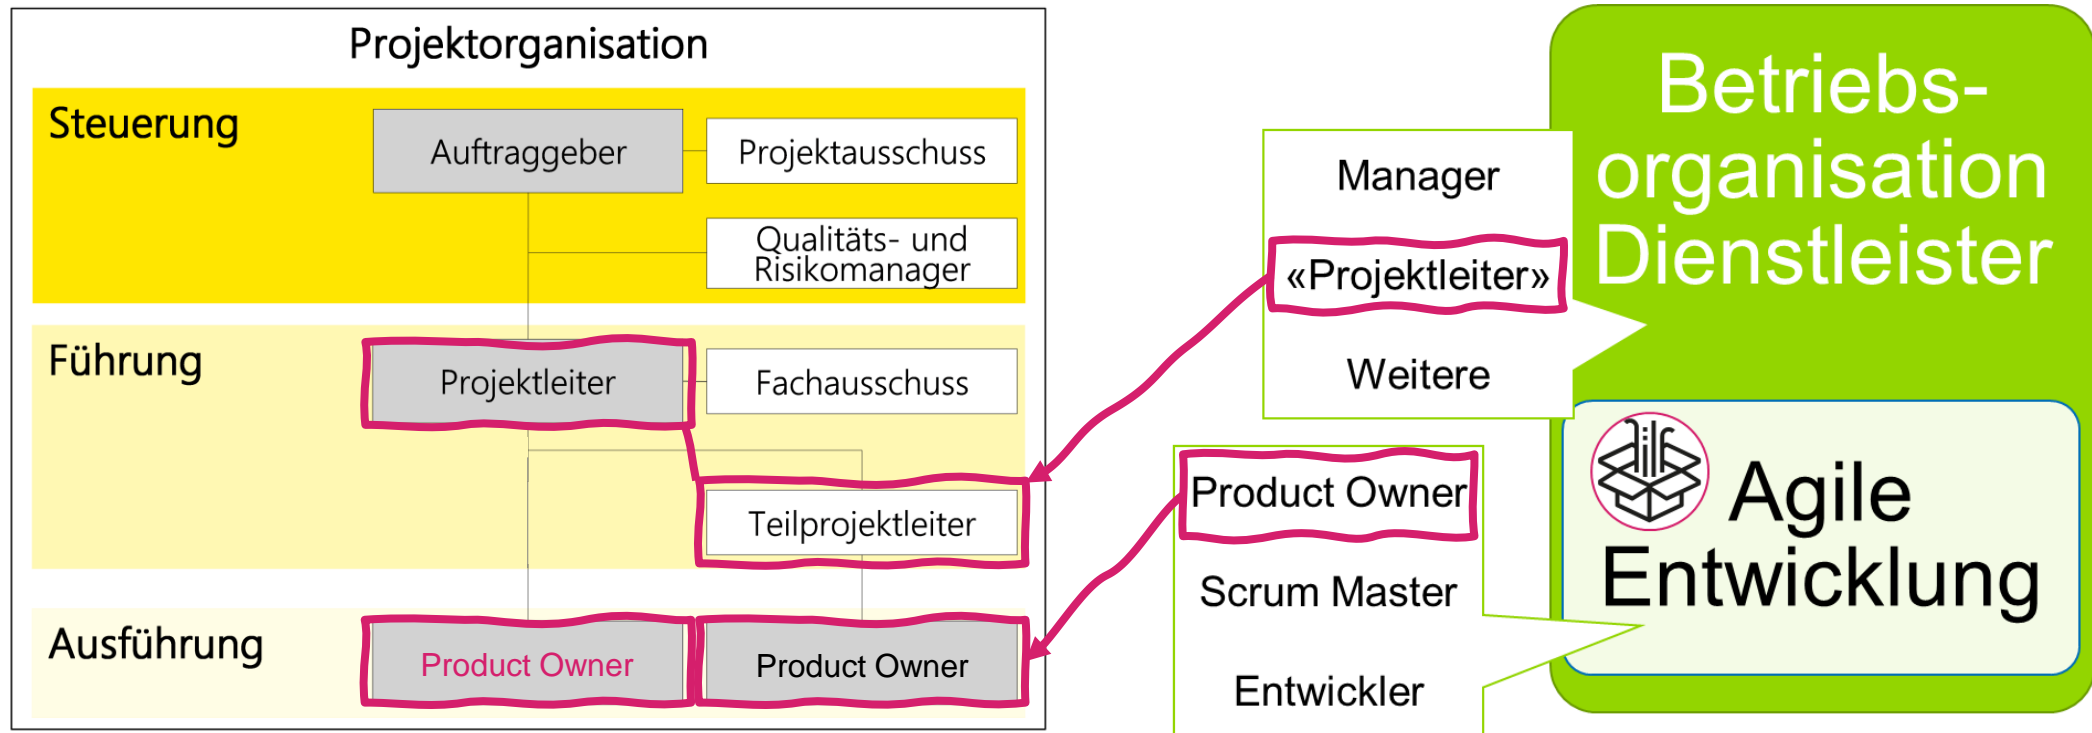 Projektorganisation
Steuerung
Auftraggeber
Projektausschuss
Qualitäts- und
Risikomanager
Führung
Projektleiter
Fachausschuss
Teilprojektleiter
Ausführung
Product Owner
Product Owner
Manager
«Projektleiter»
Weitere
Product Owner
Scrum Master
Entwickler
Betriebs-
organisation
Dienstleister
Agile
Entwicklung